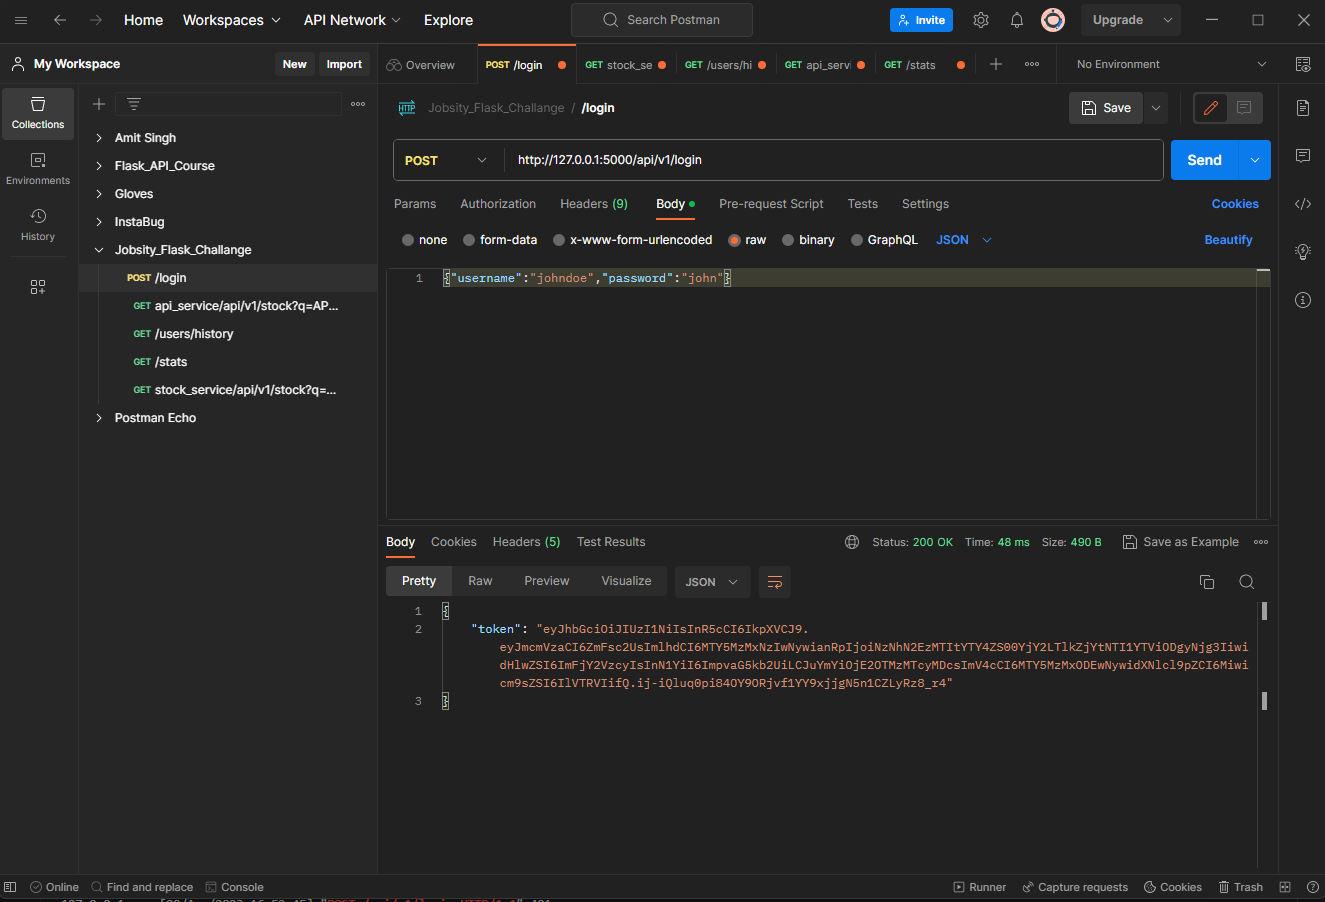 Home Workspaces API Network Explore Search Postman Invite Upgrade
My Workspace New Import Overview POST /login GET stock_se GET /users/hi GET api_servi GET /stats No Environment
Collections
Environments
History
Amit Singh
Flask_API_Course
Gloves
InstaBug
Jobsity_Flask_Challange
POST /login
GET api_service/api/v1/stock?q=AP...
GET /users/history
GET /stats
GET stock_service/api/v1/stock?q=...
Postman Echo
HTTP Jobsity_Flask_Challange / /login Save
POST http://127.0.0.1:5000/api/v1/login Send
Params Authorization Headers (9) Body Pre-request Script Tests Settings Cookies
none form-data x-www-form-urlencoded raw binary GraphQL JSON Beautify
1 {"username":"johndoe","password":"john"}
Body Cookies Headers (5) Test Results Status: 200 OK Time: 48 ms Size: 490 B Save as Example
Pretty Raw Preview Visualize JSON
1 {
2 "token": "eyJhbGciOiJIUzI1NiIsInR5cCI6IkpXVCJ9.
eyJmcmVzaCI6ZmFsc2UsImlhdCI6MTY5MzMxNzIwNywianRpIjoiNzNhN2EzMTItYTY4ZS00YjY2LTlkZjYtNTI1YTViODgyNjg3Iiwi
dHlwZSI6ImFjY2VzcyIsInN1YiI6ImpvaG5kb2UiLCJuYmYiOjE2OTMzMTcyMDcsImV4cCI6MTY5MzMxODEwNywidXNlcl9pZCI6Miwi
cm9sZSI6IlVTRVIifQ.ij-iQluq0pi84OY9ORjvf1YY9xjjgN5n1CZLyRz8_r4"
3 }
Online Find and replace Console Runner Capture requests Cookies Trash